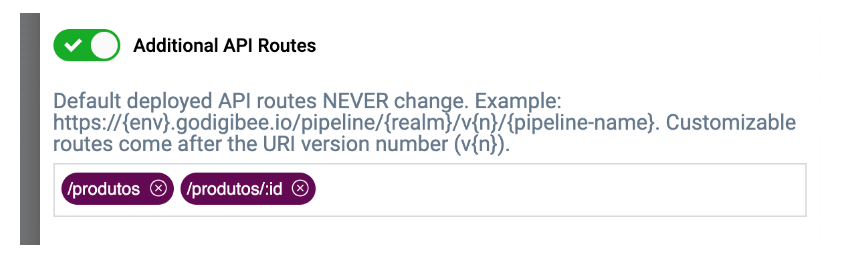 Additional API Routes
Default deployed API routes NEVER change. Example:
https://{env}.godigibee.io/pipeline/{realm}/v{n}/{pipeline-name}. Customizable
routes come after the URI version number (v{n}).
/produtos /produtos/:id